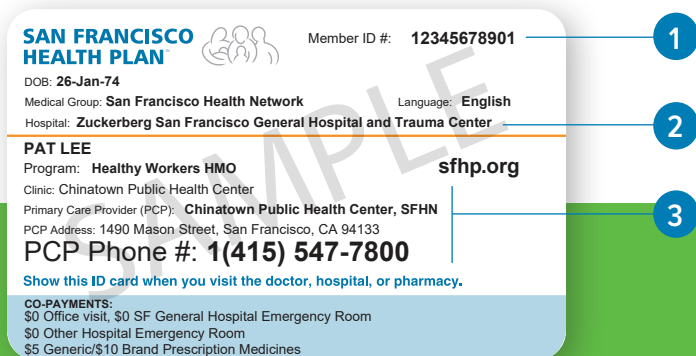 SAN FRANCISCO
HEALTH PLAN™
Member ID #: 12345678901
1
DOB: 26-Jan-74
Medical Group: San Francisco Health Network Language: English
Hospital: Zuckerberg San Francisco General Hospital and Trauma Center
2
PAT LEE
Program: Healthy Workers HMO
sfhp.org
Clinic: Chinatown Public Health Center
Primary Care Provider (PCP): Chinatown Public Health Center, SFHN
3
PCP Address: 1490 Mason Street, San Francisco, CA 94133
PCP Phone #: 1(415) 547-7800
Show this ID card when you visit the doctor, hospital, or pharmacy.
CO-PAYMENTS:
$0 Office visit, $0 SF General Hospital Emergency Room
$0 Other Hospital Emergency Room
$5 Generic/$10 Brand Prescription Medicines
SAMPLE